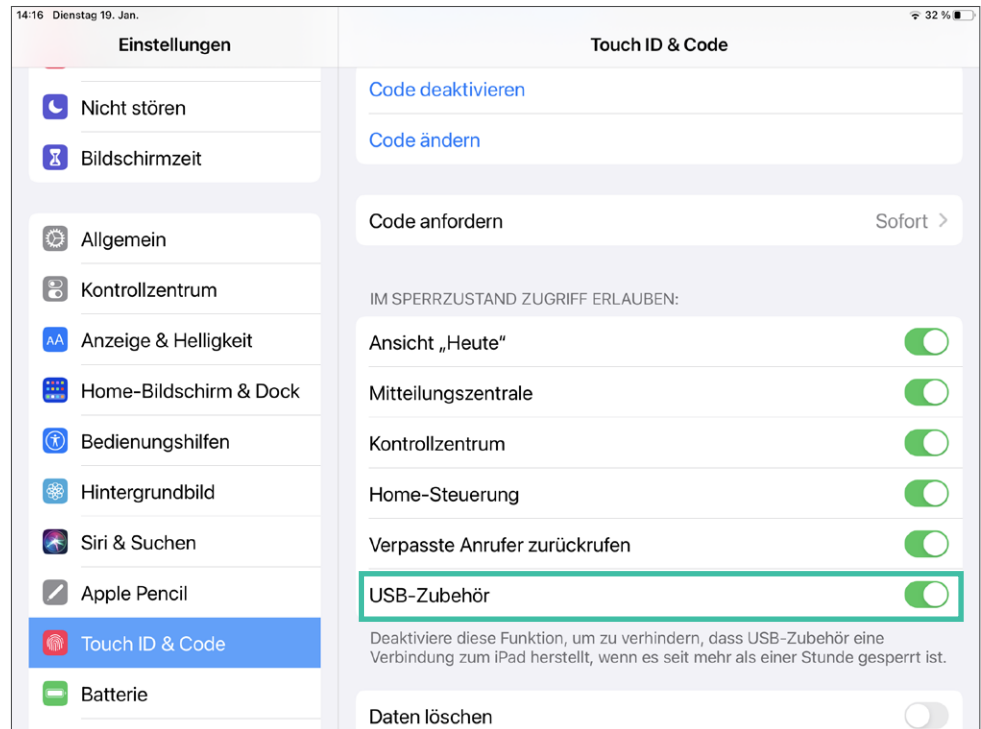 14:16 Dienstag 19. Jan.
32 %
Einstellungen
Touch ID & Code
Nicht stören
Bildschirmzeit
Allgemein
Kontrollzentrum
AA
Anzeige & Helligkeit
Home-Bildschirm & Dock
Bedienungshilfen
Hintergrundbild
Siri & Suchen
Apple Pencil
Touch ID & Code
Batterie
Code deaktivieren
Code ändern
Code anfordern
Sofort
IM SPERRZUSTAND ZUGRIFF ERLAUBEN:
Ansicht „Heute“
Mitteilungszentrale
Kontrollzentrum
Home-Steuerung
Verpasste Anrufer zurückrufen
USB-Zubehör
Deaktiviere diese Funktion, um zu verhindern, dass USB-Zubehör eine
Verbindung zum iPad herstellt, wenn es seit mehr als einer Stunde gesperrt ist.
Daten löschen